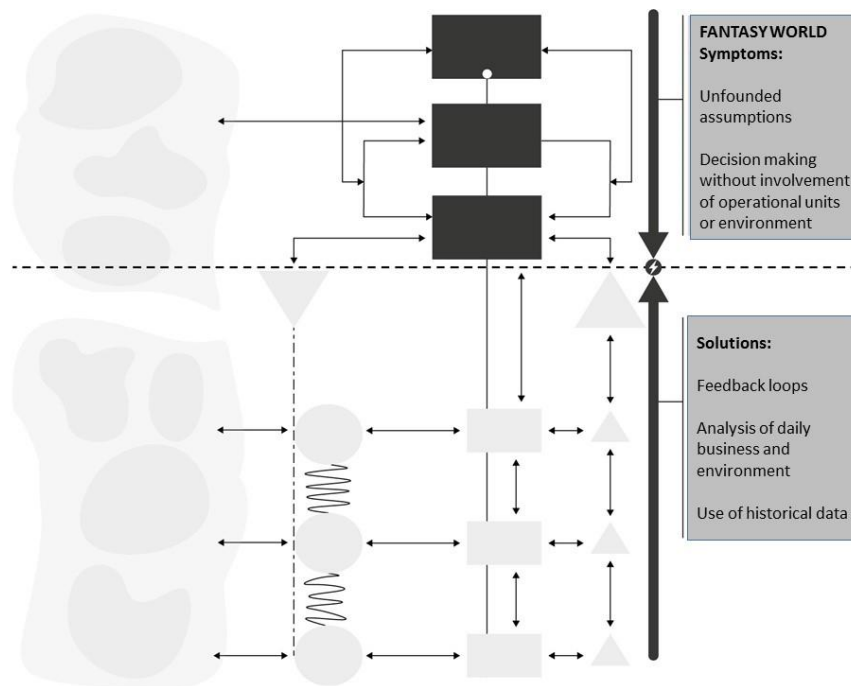 FANTASY WORLD
Symptoms:
Unfounded
assumptions
Decision making
without involvement
of operational units
or environment
Solutions:
Feedback loops
Analysis of daily
business and
environment
Use of historical data